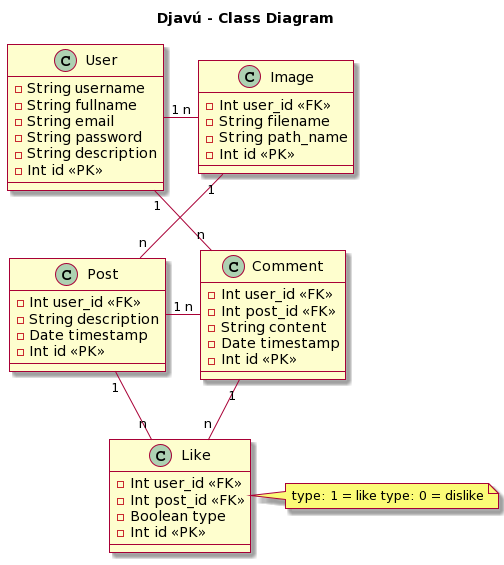 Djavú - Class Diagram
C User
String username
String fullname
String email
String password
String description
Int id «PK»
C Image
Int user_id «FK»
String filename
String path_name
Int id «PK»
1 n
1
n
1
n
C Post
Int user_id «FK»
String description
Date timestamp
Int id «PK»
C Comment
Int user_id «FK»
Int post_id «FK»
String content
Date timestamp
Int id «PK»
1 n
1
n
1
n
C Like
Int user_id «FK»
Int post_id «FK»
Boolean type
Int id «PK»
type: 1 = like type: 0 = dislike